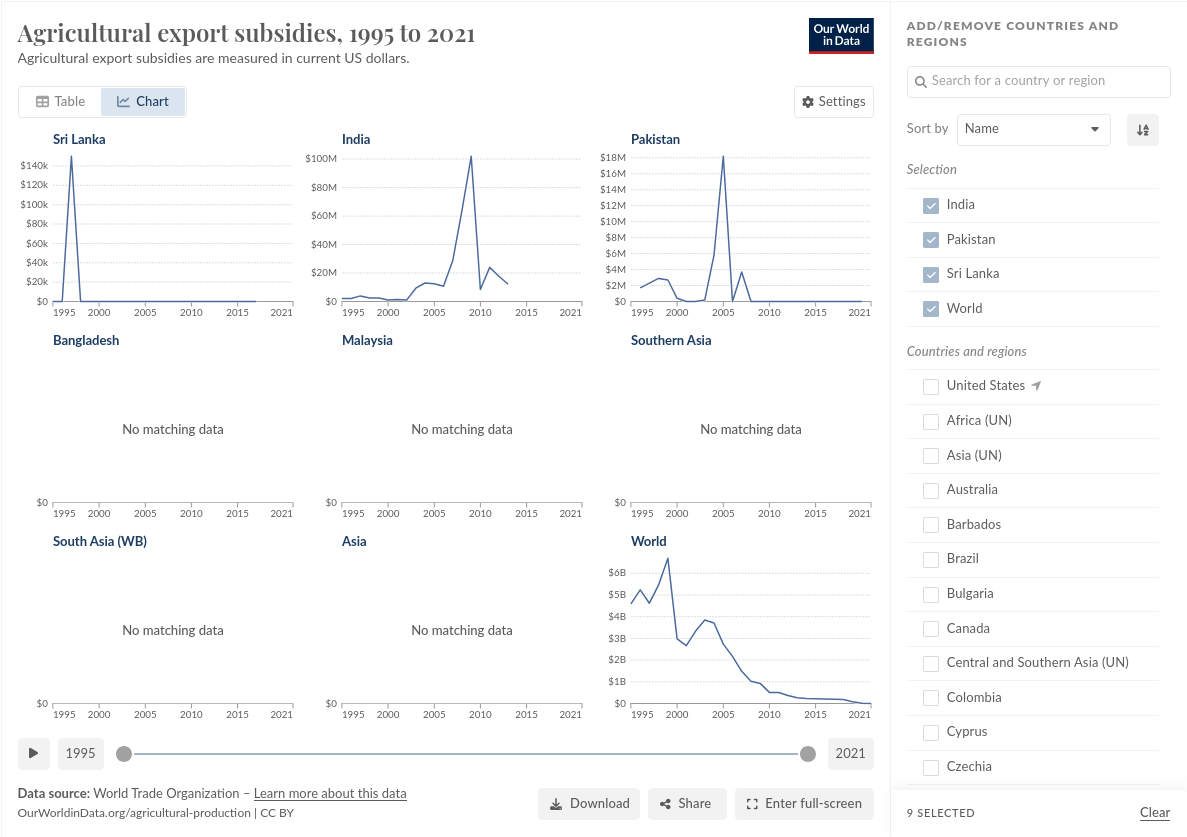 Agricultural export subsidies, 1995 to 2021
Agricultural export subsidies are measured in current US dollars.
Our World
in Data
Table
Chart
Settings
Sri Lanka
$140k
$120k
$100k
$80k
$60k
$40k
$20k
$0
1995 2000 2005 2010 2015 2021
India
$100M
$80M
$60M
$40M
$20M
$0
1995 2000 2005 2010 2015 2021
Pakistan
$18M
$16M
$14M
$12M
$10M
$8M
$6M
$4M
$2M
$0
1995 2000 2005 2010 2015 2021
Bangladesh
No matching data
$0
1995 2000 2005 2010 2015 2021
Malaysia
No matching data
$0
1995 2000 2005 2010 2015 2021
Southern Asia
No matching data
$0
1995 2000 2005 2010 2015 2021
South Asia (WB)
No matching data
$0
1995 2000 2005 2010 2015 2021
Asia
No matching data
$0
1995 2000 2005 2010 2015 2021
World
$6B
$5B
$4B
$3B
$2B
$1B
$0
1995 2000 2005 2010 2015 2021
1995
2021
Data source: World Trade Organization – Learn more about this data
OurWorldinData.org/agricultural-production | CC BY
Download
Share
Enter full-screen
ADD/REMOVE COUNTRIES AND
REGIONS
Search for a country or region
Sort by
Name
Selection
India
Pakistan
Sri Lanka
World
Countries and regions
United States
Africa (UN)
Asia (UN)
Australia
Barbados
Brazil
Bulgaria
Canada
Central and Southern Asia (UN)
Colombia
Cyprus
Czechia
9 SELECTED
Clear